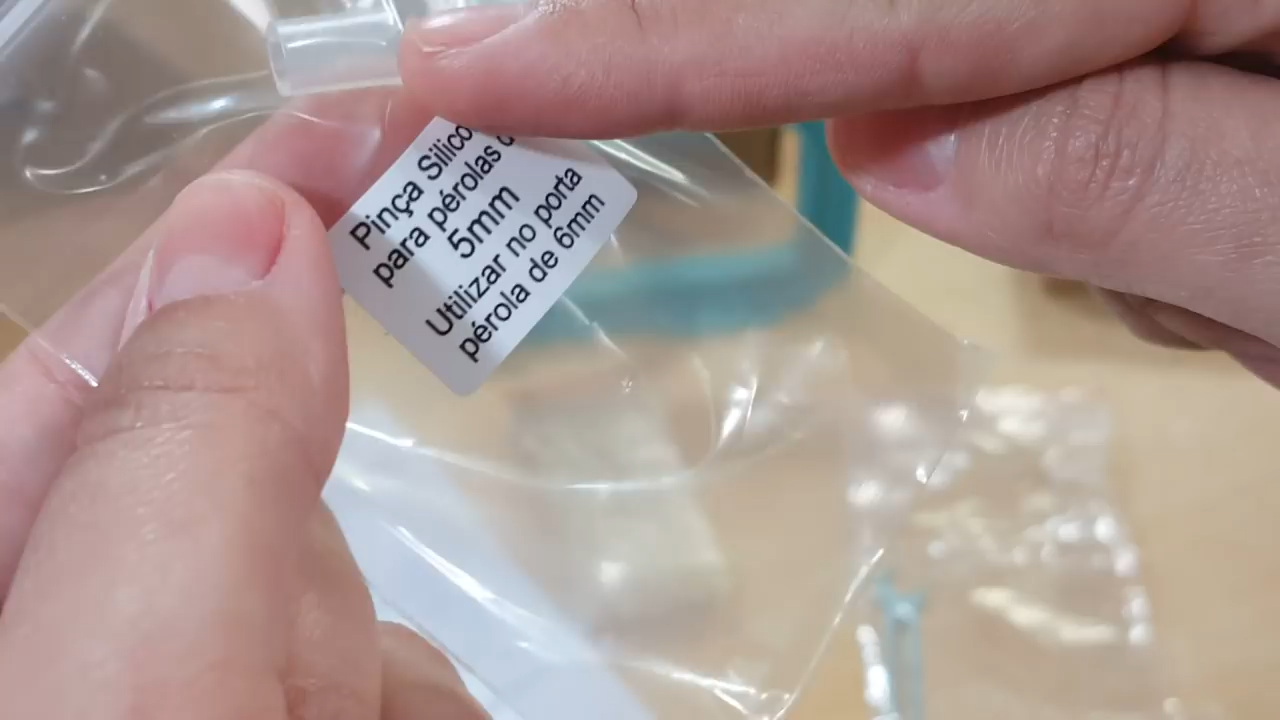 Pinça Silico
para pérolas d
5mm
Utilizar no porta
pérola de 6mm